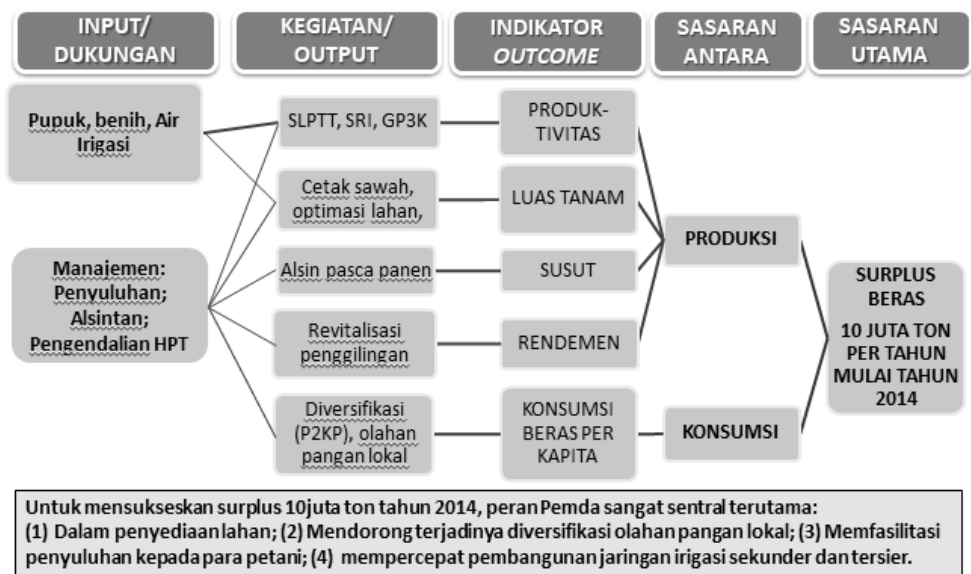 INPUT/
DUKUNGAN
KEGIATAN/
OUTPUT
INDIKATOR
OUTCOME
SASARAN
ANTARA
SASARAN
UTAMA
Pupuk, benih, Air
Irigasi
Manajemen:
Penyuluhan;
Alsintan;
Pengendalian HPT
SLPTT, SRI, GP3K
Cetak sawah,
optimasi lahan,
Alsin pasca panen
Revitalisasi
penggilingan
Diversifikasi
(P2KP), olahan
pangan lokal
PRODUK-
TIVITAS
LUAS TANAM
SUSUT
RENDEMEN
KONSUMSI
BERAS PER
KAPITA
PRODUKSI
KONSUMSI
SURPLUS
BERAS
10 JUTA TON
PER TAHUN
MULAI TAHUN
2014
Untuk mensukseskan surplus 10 juta ton tahun 2014, peran Pemda sangat sentral terutama:
(1) Dalam penyediaan lahan; (2) Mendorong terjadinya diversifikasi olahan pangan lokal; (3) Memfasilitasi
penyuluhan kepada para petani; (4) mempercepat pembangunan jaringan irigasi sekunder dan tersier.